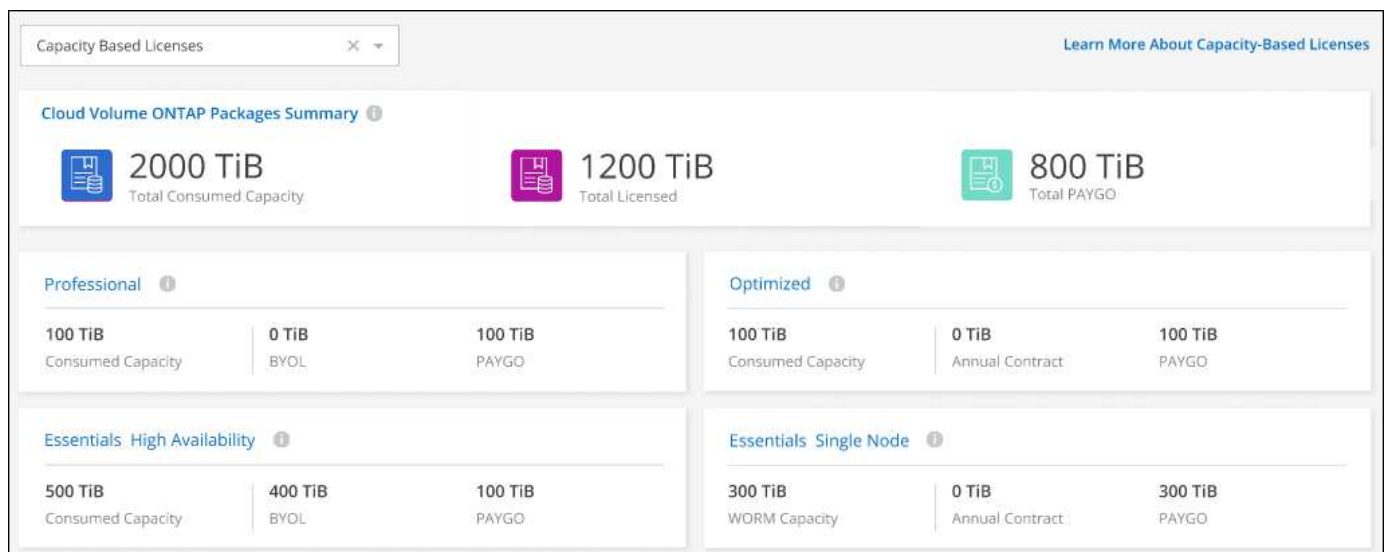 Capacity Based Licenses
Learn More About Capacity-Based Licenses
Cloud Volume ONTAP Packages Summary
2000 TiB
Total Consumed Capacity
1200 TiB
Total Licensed
800 TiB
Total PAYGO
Professional
100 TiB
Consumed Capacity
0 TiB
BYOL
100 TiB
PAYGO
Optimized
100 TiB
Consumed Capacity
0 TiB
Annual Contract
100 TiB
PAYGO
Essentials High Availability
500 TiB
Consumed Capacity
400 TiB
BYOL
100 TiB
PAYGO
Essentials Single Node
300 TiB
WORM Capacity
0 TiB
Annual Contract
300 TiB
PAYGO